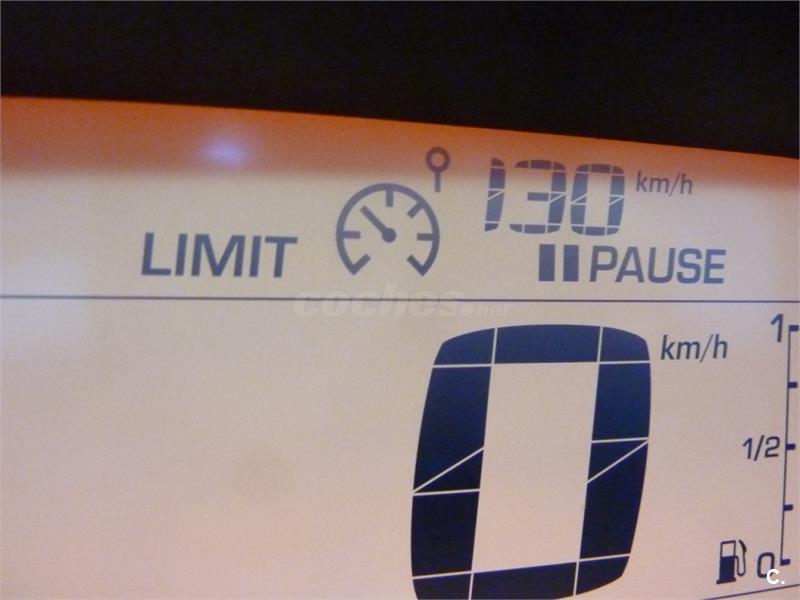 130 km/h
LIMIT
PAUSE
coches.net
0 km/h
1
1/2
0
c.